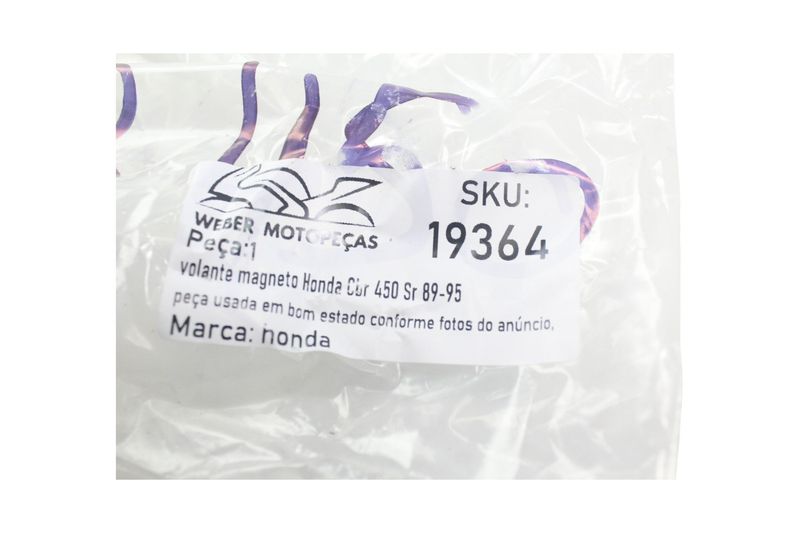 WEBER MOTOPEÇAS
SKU:
19364
Peça:1
volante magneto Honda Cbr 450 Sr 89-95
peça usada em bom estado conforme fotos do anúncio,
Marca: honda